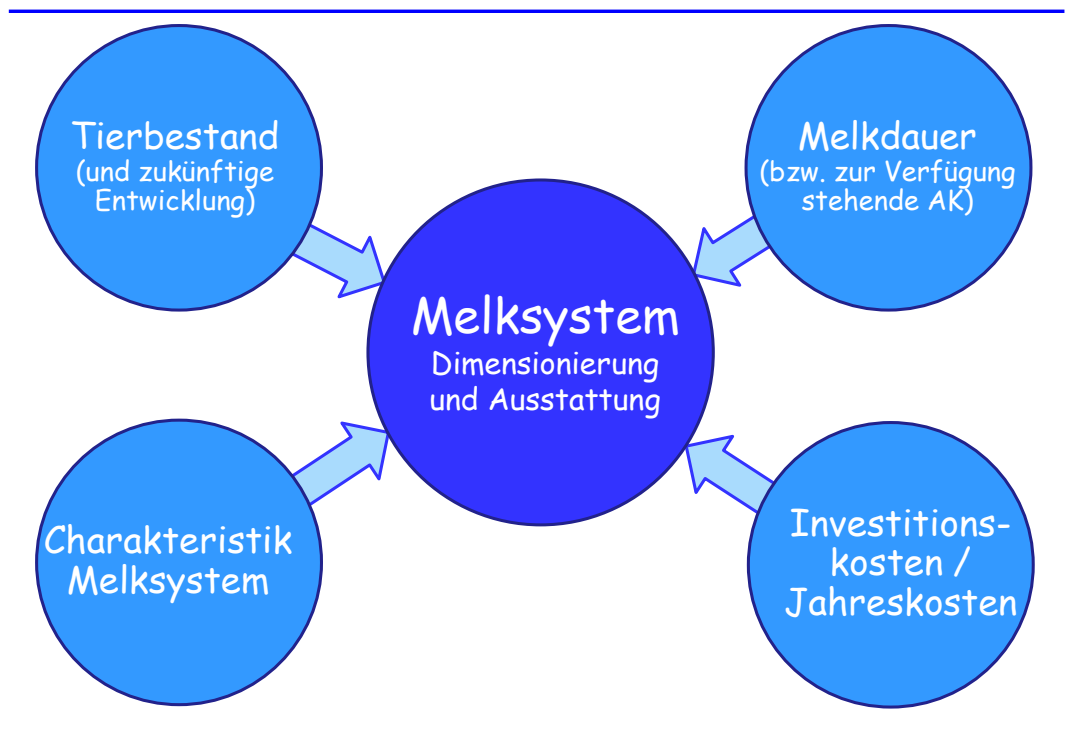 Tierbestand
(und zukünftige
Entwicklung)
Melkdauer
(bzw. zur Verfügung
stehende AK)
Melksystem
Dimensionierung
und Ausstattung
Charakteristik
Melksystem
Investitions-
kosten /
Jahreskosten